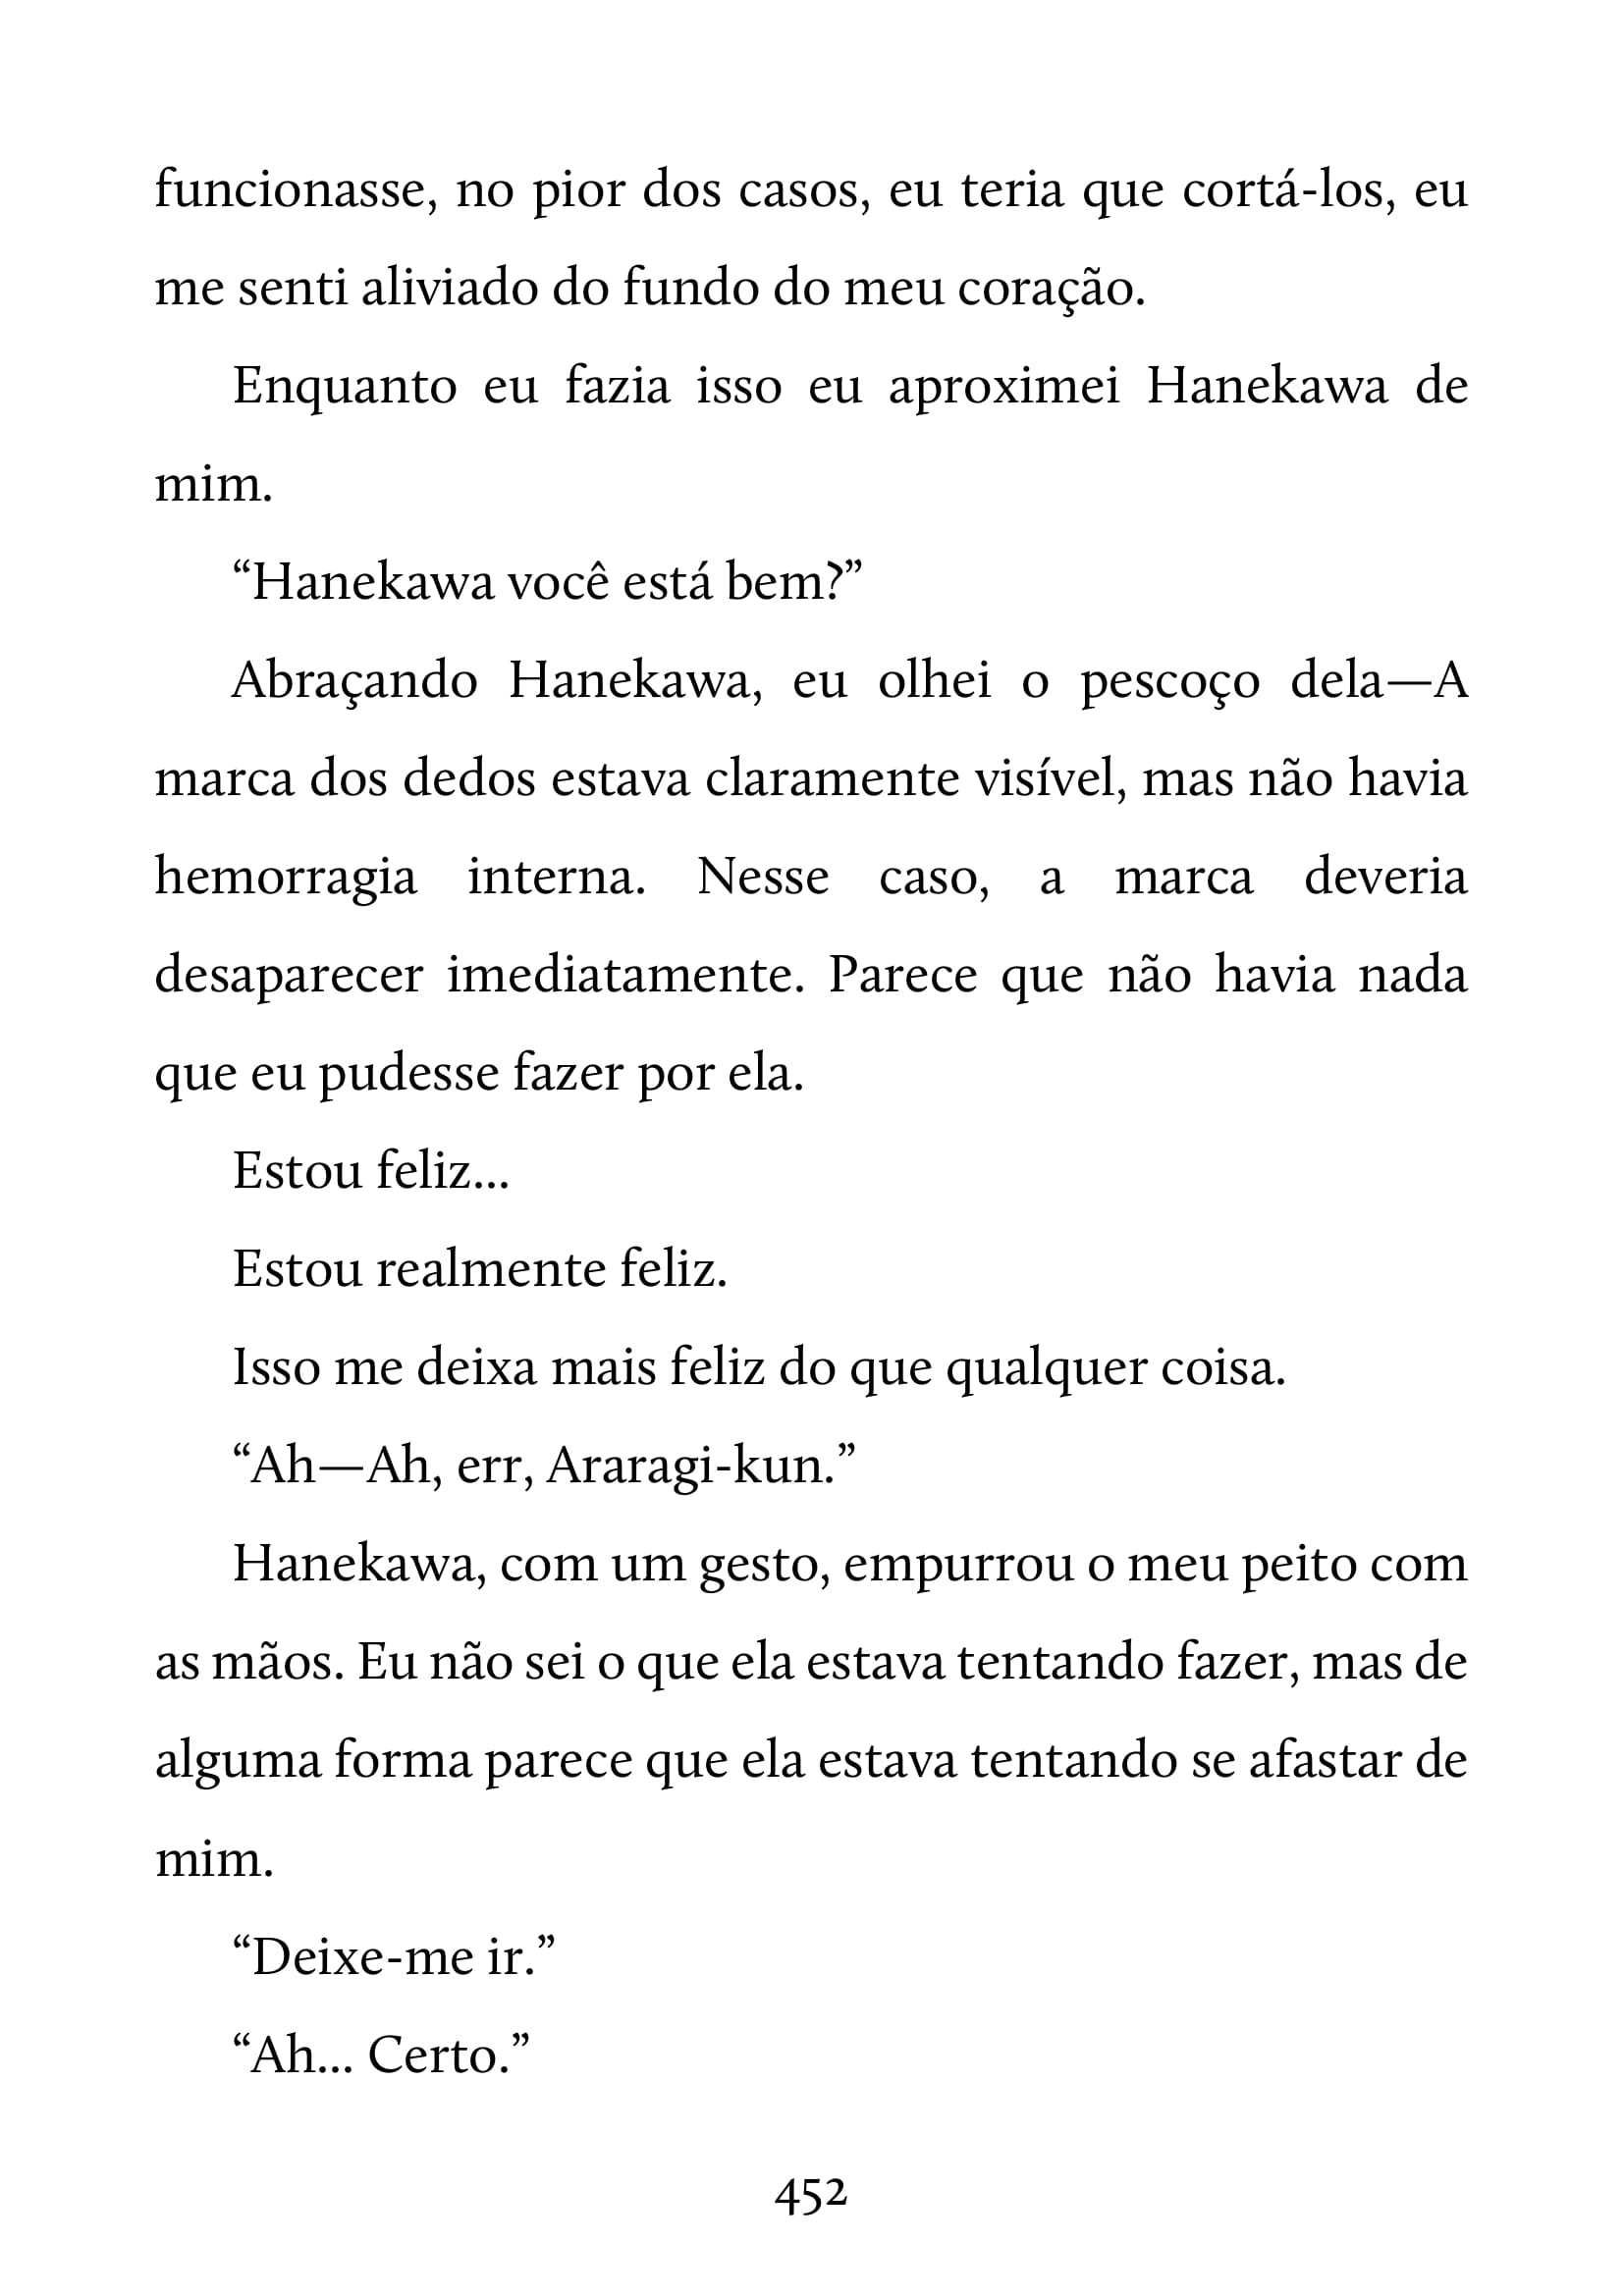 funcionasse, no pior dos casos, eu teria que cortá-los, eu
me senti aliviado do fundo do meu coração.
Enquanto eu fazia isso eu aproximei Hanekawa de
mim.
“Hanekawa você está bem?”
Abraçando Hanekawa, eu olhei o pescoço dela—A
marca dos dedos estava claramente visível, mas não havia
hemorragia interna. Nesse caso, a marca deveria
desaparecer imediatamente. Parece que não havia nada
que eu pudesse fazer por ela.
Estou feliz...
Estou realmente feliz.
Isso me deixa mais feliz do que qualquer coisa.
“Ah—Ah, err, Araragi-kun.”
Hanekawa, com um gesto, empurrou o meu peito com
as mãos. Eu não sei o que ela estava tentando fazer, mas de
alguma forma parece que ela estava tentando se afastar de
mim.
“Deixe-me ir.”
“Ah... Certo.”
452